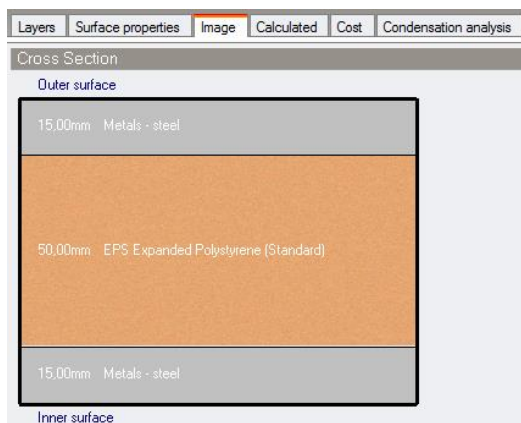 Layers Surface properties Image Calculated Cost Condensation analysis
Cross Section
Outer surface
15,00mm Metals - steel
50,00mm EPS Expanded Polystyrene (Standard)
15,00mm Metals - steel
Inner surface